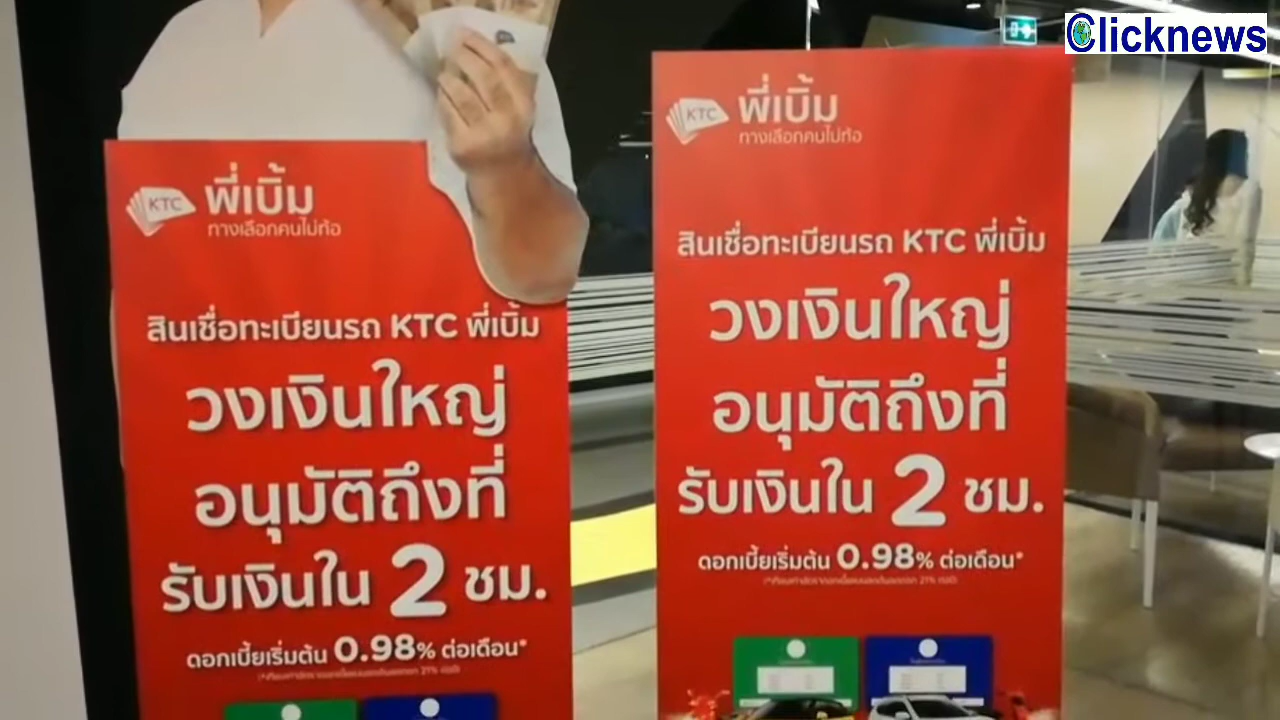 Clicknews
KTC
พี่เบิ้ม
ทางเลือกคนไม่ท้อ
สินเชื่อทะเบียนรถ KTC พี่เบิ้ม
วงเงินใหญ่
อนุมัติถึงที่
รับเงินใน 2 ชม.
ดอกเบี้ยเริ่มต้น 0.98% ต่อเดือน*
KTC
พี่เบิ้ม
ทางเลือกคนไม่ท้อ
สินเชื่อทะเบียนรถ KTC พี่เบิ้ม
วงเงินใหญ่
อนุมัติถึงที่
รับเงินใน 2 ชม.
ดอกเบี้ยเริ่มต้น 0.98% ต่อเดือน*